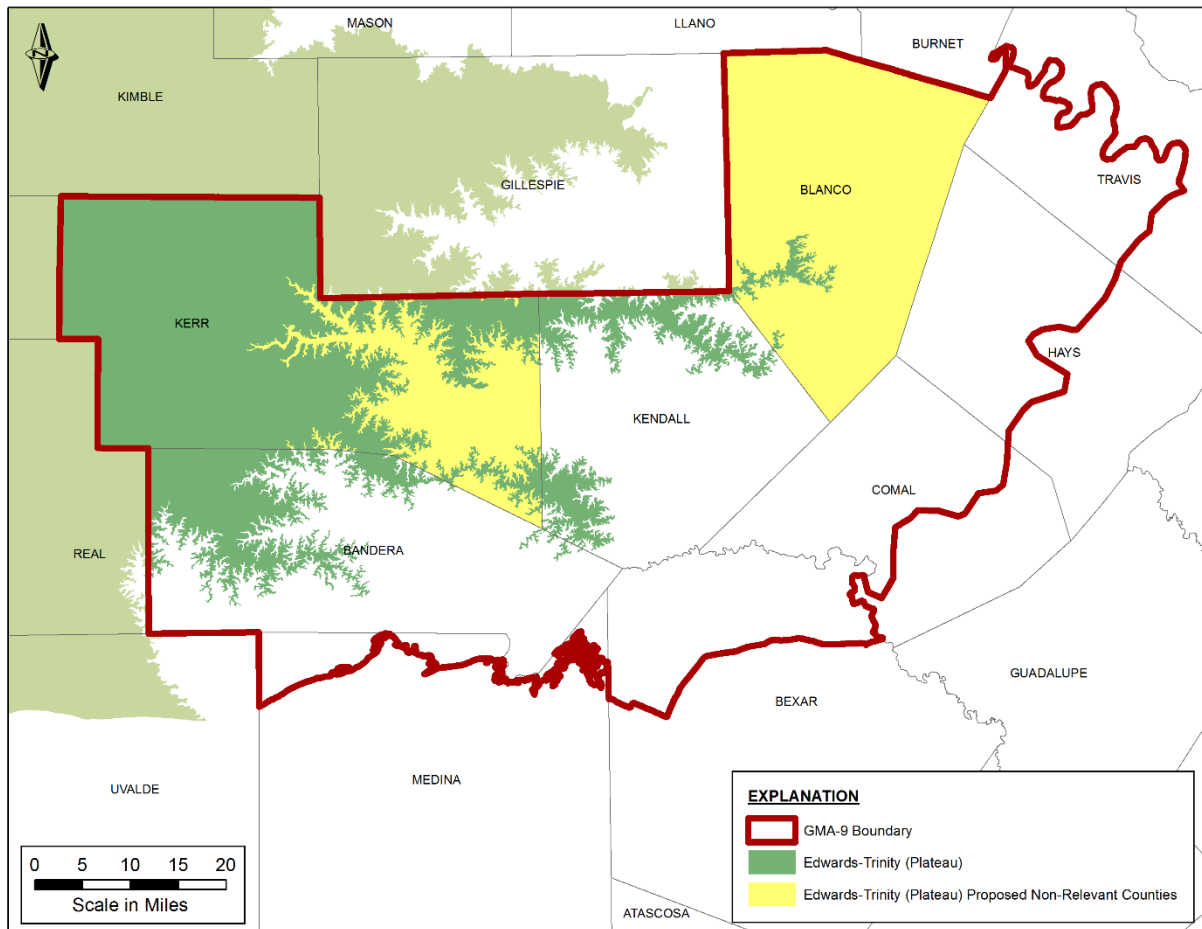 MASON
LLANO
BURNET
N
KIMBLE
GILLESPIE
BLANCO
TRAVIS
KERR
HAYS
KENDALL
COMAL
REAL
BANDERA
GUADALUPE
BEXAR
UVALDE
MEDINA
ATASCOSA
EXPLANATION
GMA-9 Boundary
Edwards-Trinity (Plateau)
Edwards-Trinity (Plateau) Proposed Non-Relevant Counties
0 5 10 15 20
Scale in Miles